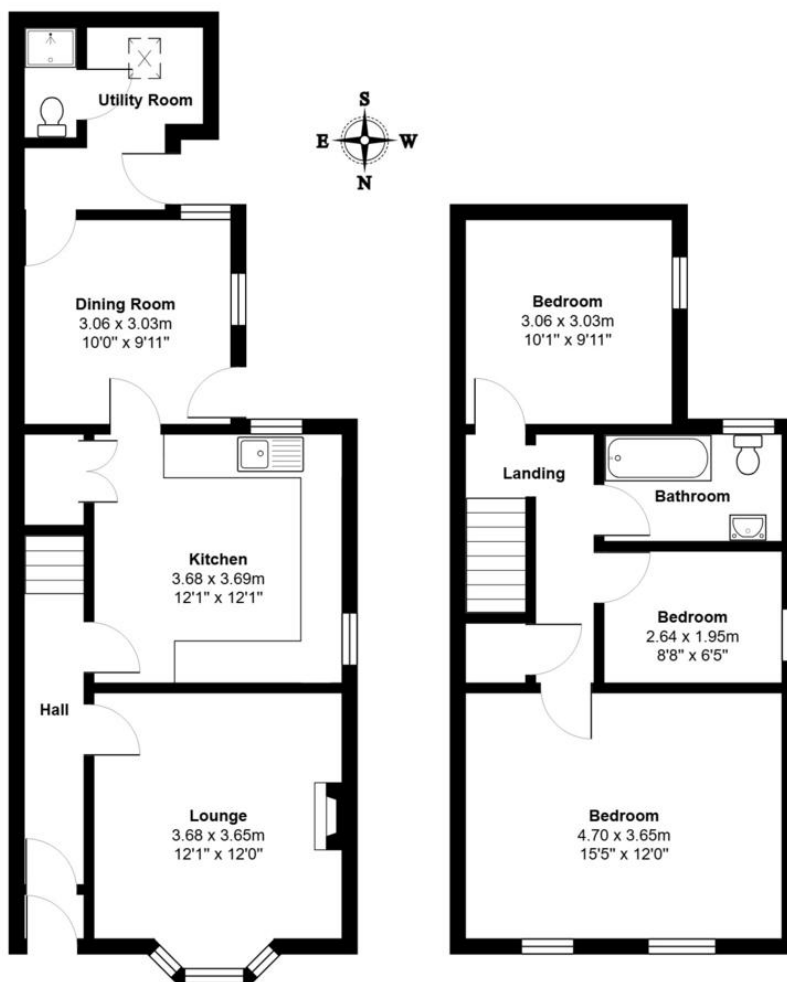 Utility Room
S
E
W
N
Dining Room
3.06 x 3.03m
10'0" x 9'11"
Kitchen
3.68 x 3.69m
12'1" x 12'1"
Hall
Lounge
3.68 x 3.65m
12'1" x 12'0"
Bedroom
3.06 x 3.03m
10'1" x 9'11"
Landing
Bathroom
Bedroom
2.64 x 1.95m
8'8" x 6'5"
Bedroom
4.70 x 3.65m
15'5" x 12'0"